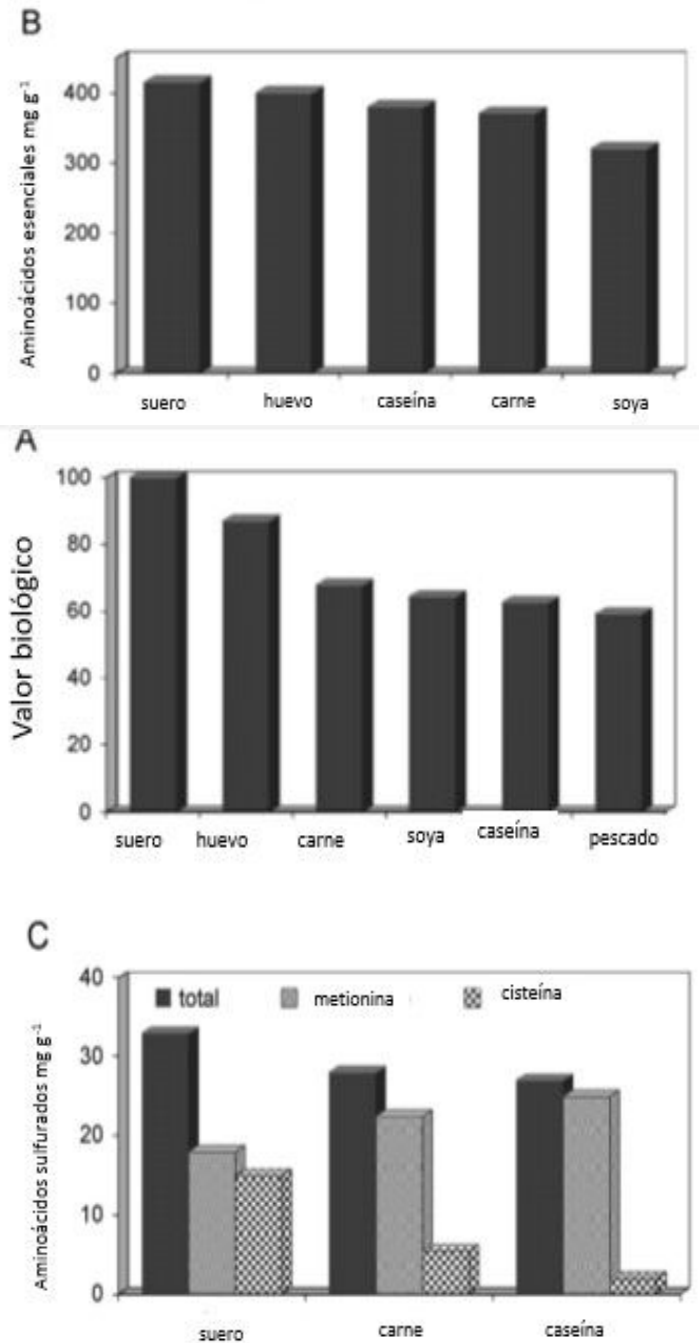 B
Aminoácidos esenciales mg g⁻¹
400
300
200
100
0
suero huevo caseína carne soya
A
Valor biológico
100
80
60
40
20
0
suero huevo carne soya caseína pescado
C
Aminoácidos sulfurados mg g⁻¹
40
30
20
10
0
total metionina cisteína
suero carne caseína